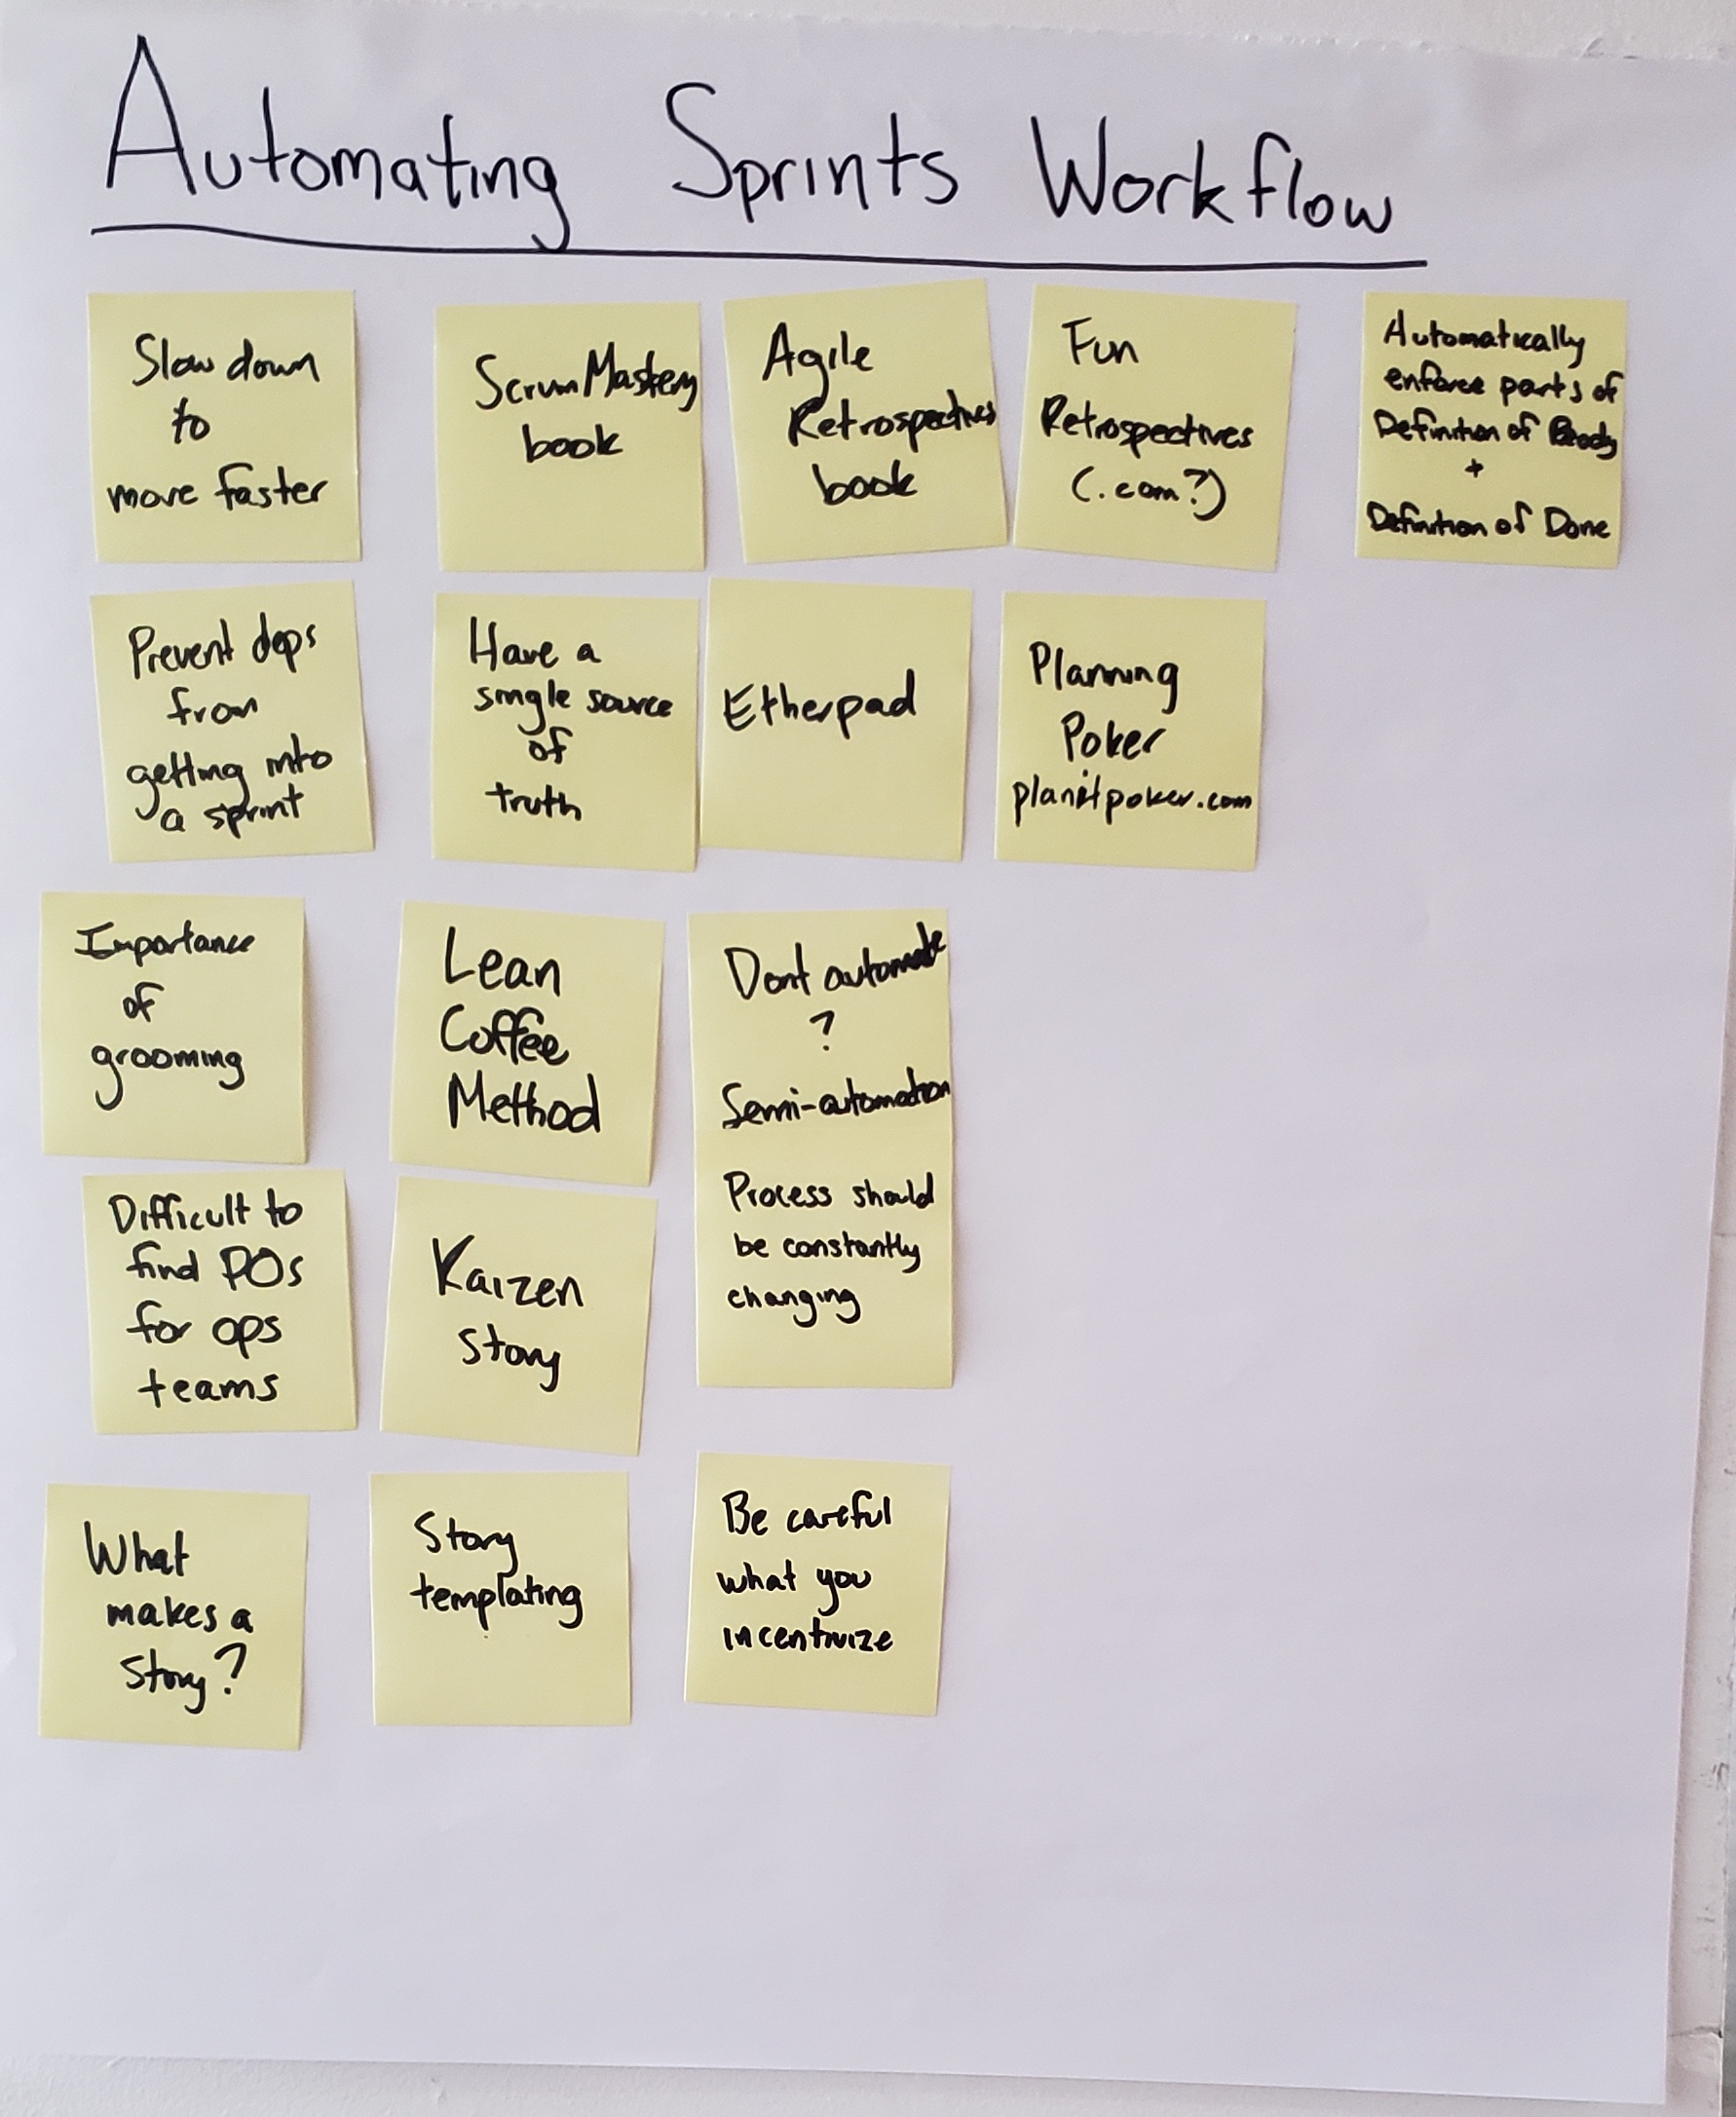 Automating Sprints Workflow
Slow down
to
move faster
ScrumMastery
book
Agile
Retrospectives
book
Fun
Retrospectives
(.com?)
Automatically
enforce parts of
Definition of Ready
+
Definition of Done
Prevent deps
from
getting into
a sprint
Have a
single source
of
truth
Etherpad
Planning
Poker
planitpoker.com
Importance
of
grooming
Lean
Coffee
Method
Dont automate
?
Semi-automation
Process should
be constantly
changing
Difficult to
find POs
for ops
teams
Kaizen
Story
What
makes a
Story?
Story
templating
Be careful
what you
incentivize